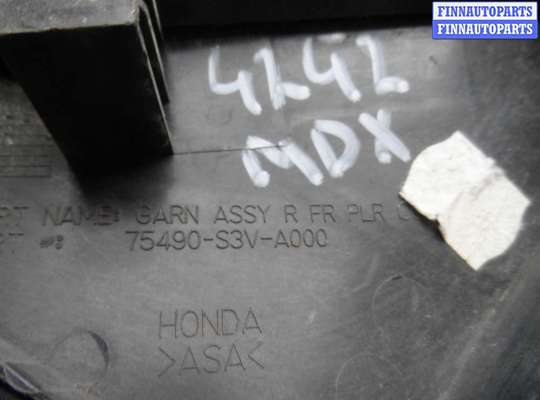 FINNAUTOPARTS
FINNAUTOPARTS
4242
MDX
NAME: GARN ASSY R FR PLR
75490-S3V-A000
HONDA
>ASA<